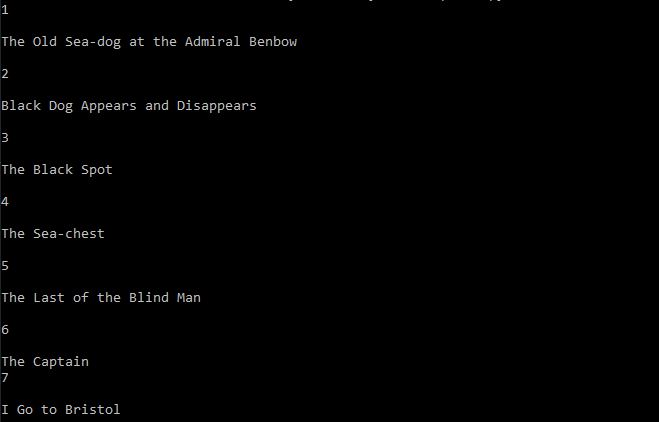 1
The Old Sea-dog at the Admiral Benbow
2
Black Dog Appears and Disappears
3
The Black Spot
4
The Sea-chest
5
The Last of the Blind Man
6
The Captain
7
I Go to Bristol